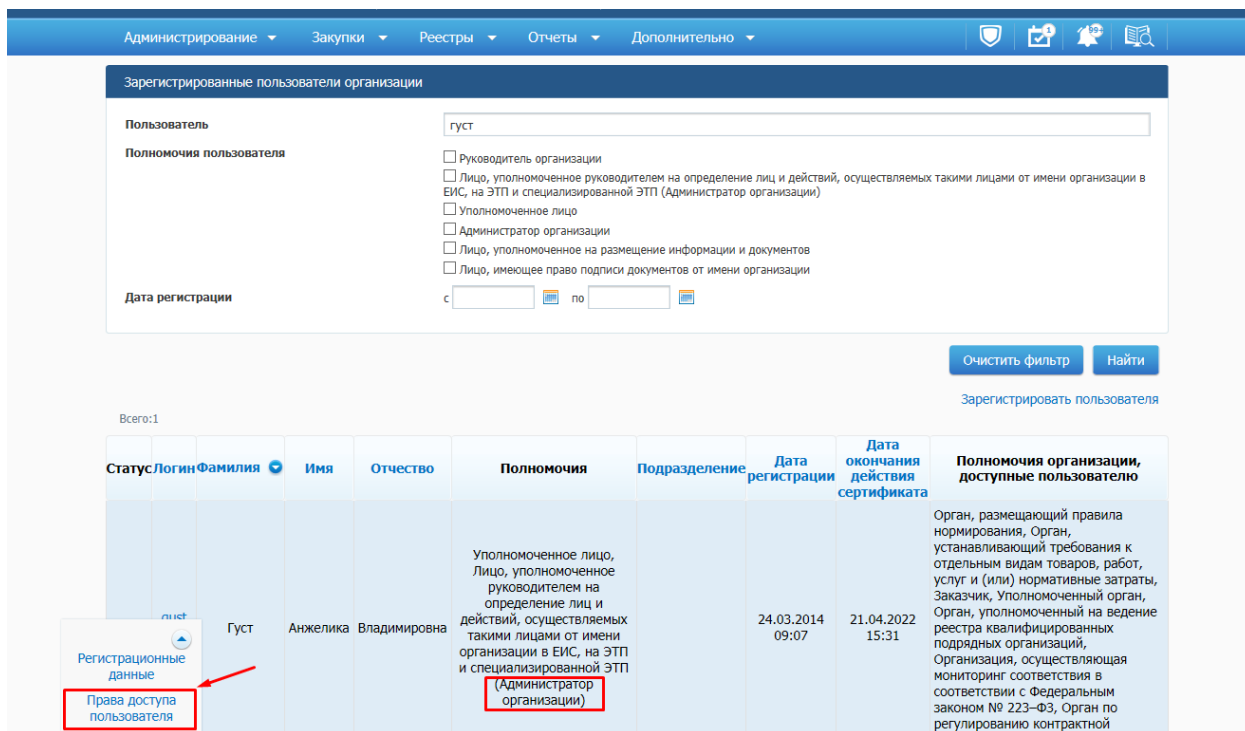 Администрирование Закупки Реестры Отчеты Дополнительно 1 99+
Зарегистрированные пользователи организации
Пользователь густ
Полномочия пользователя
Руководитель организации
Лицо, уполномоченное руководителем на определение лиц и действий, осуществляемых такими лицами от имени организации в
ЕИС, на ЭТП и специализированной ЭТП (Администратор организации)
Уполномоченное лицо
Администратор организации
Лицо, уполномоченное на размещение информации и документов
Лицо, имеющее право подписи документов от имени организации
Дата регистрации с по
Очистить фильтр Найти
Зарегистрировать пользователя
Всего:1
Статус Логин Фамилия Имя Отчество Полномочия Подразделение
Дата
регистрации
Дата
окончания
действия
сертификата
Полномочия организации,
доступные пользователю
gust
Густ Анжелика Владимировна
Уполномоченное лицо,
Лицо, уполномоченное
руководителем на
определение лиц и
действий, осуществляемых
такими лицами от имени
организации в ЕИС, на ЭТП
и специализированной ЭТП
(Администратор
организации)
24.03.2014
09:07
21.04.2022
15:31
Орган, размещающий правила
нормирования, Орган,
устанавливающий требования к
отдельным видам товаров, работ,
услуг и (или) нормативные затраты,
Заказчик, Уполномоченный орган,
Орган, уполномоченный на ведение
реестра квалифицированных
подрядных организаций,
Организация, осуществляющая
мониторинг соответствия в
соответствии с Федеральным
законом № 223–ФЗ, Орган по
регулированию контрактной
Регистрационные
данные
Права доступа
пользователя